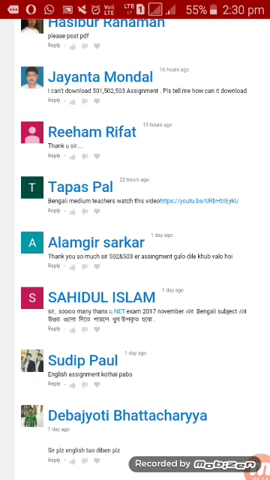 Vo) LTE LTE 1 55% 2:30 pm
Hasibur Rahaman
please post pdf
Reply
Jayanta Mondal 16 hours ago
I can't download 501,502,503 Assignment . Pls tell me how can it download
Reply
Reeham Rifat 19 hours ago
Thank u sir....
Reply
T Tapas Pal 22 hours ago
Bengali medium teachers watch this video
Reply
A Alamgir sarkar 1 day ago
Thank you so much sir 502&503 er assingment gulo dile khub valo hoi
Reply
S SAHIDUL ISLAM 1 day ago
sir, soooo many thanx u.NET exam 2017 november এর Bengali subject এর
উত্তর গুলো দিতে পারলে খুব উপকৃত হবো .
Reply
Sudip Paul 1 day ago
English assignment kothai pabo
Reply
Debajyoti Bhattacharyya
1 day ago
Sir plz english tao diben plz
Reply
Recorded by MOBIZEN